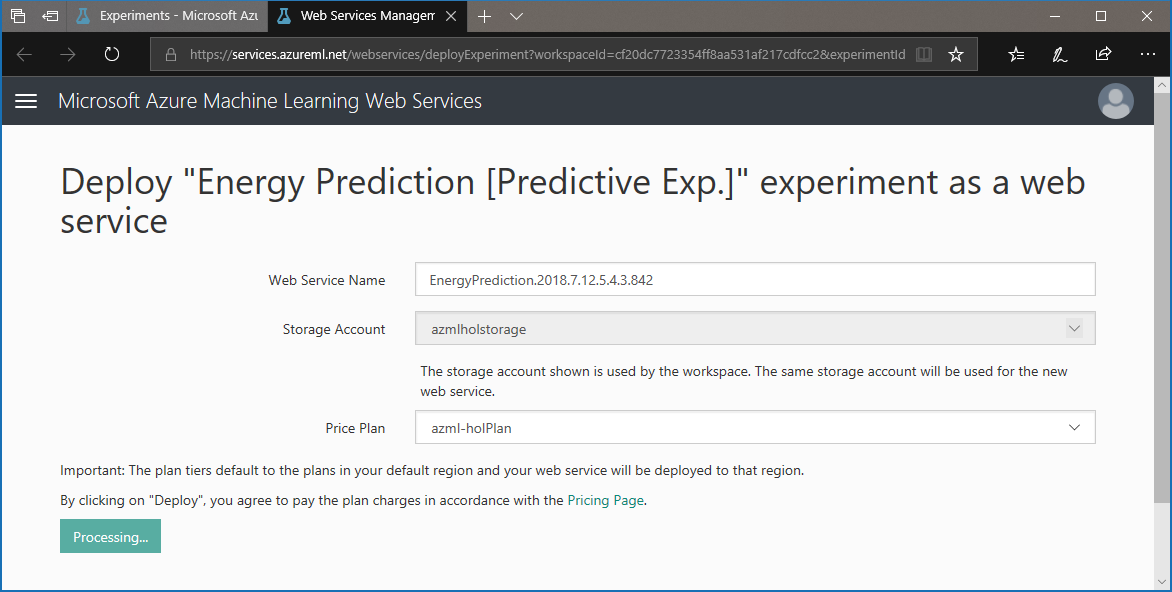 Experiments - Microsoft Azu
Web Services Managem
https://services.azureml.net/webservices/deployExperiment?workspaceId=cf20dc7723354ff8aa531af217cdfcc2&experimentId
Microsoft Azure Machine Learning Web Services
Deploy "Energy Prediction [Predictive Exp.]" experiment as a web
service
Web Service Name
EnergyPrediction.2018.7.12.5.4.3.842
Storage Account
azmlholstorage
The storage account shown is used by the workspace. The same storage account will be used for the new
web service.
Price Plan
azml-holPlan
Important: The plan tiers default to the plans in your default region and your web service will be deployed to that region.
By clicking on "Deploy", you agree to pay the plan charges in accordance with the Pricing Page.
Processing...